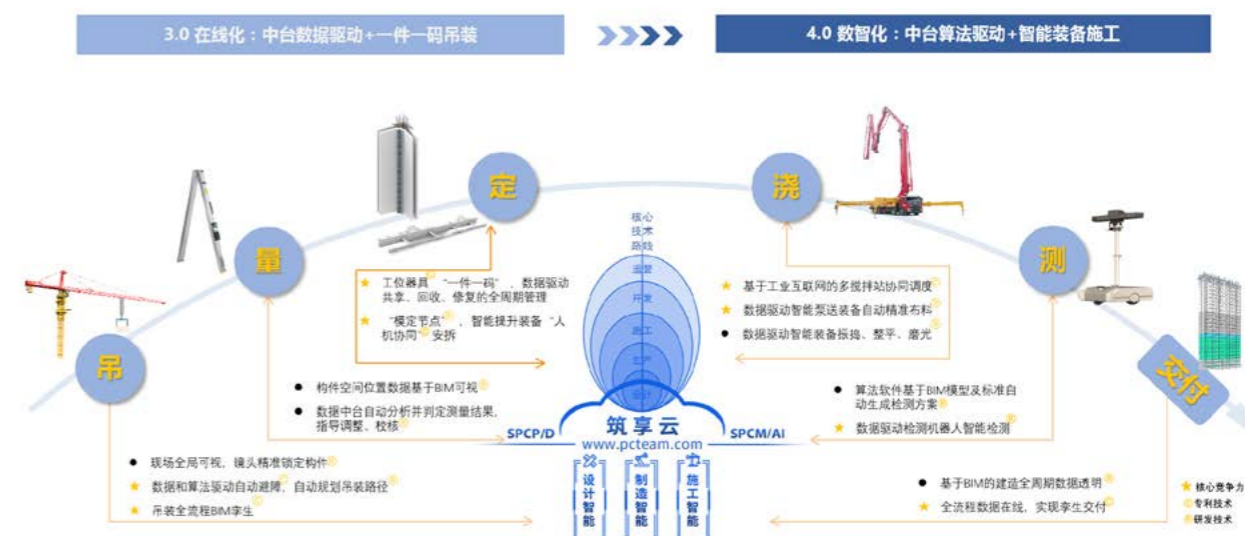 3.0 在线化：中台数据驱动+一件一码吊装
4.0 数智化：中台算法驱动+智能装备施工
定
浇
量
测
吊
交付
核心
技术
路线
运营
开发
施工
生产
设计
★ 工位器具© “一件一码”，数据驱动
共享、回收、修复的全周期管理
★ “模定节点”®，智能提升装备“人
机协同”©安拆
★ 基于工业互联网的多搅拌站协同调度®
★ 数据驱动智能泵送装备自动精准布料®
● 数据驱动智能装备振捣、整平、磨光®
● 构件空间位置数据基于BIM可视®
● 数据中台自动分析并判定测量结果，
指导调整、校核®
● 算法软件基于BIM模型及标准自
动生成检测方案®
★ 数据驱动检测机器人智能检测®
SPCP/D
筑享云
SPCM/AI
www.pcteam.com
● 现场全局可视，镜头精准锁定构件®
★ 数据和算法驱动自动避障©，自动规划吊装路径®
★ 吊装全流程BIM孪生©
设计智能
制造智能
施工智能
● 基于BIM的建造全周期数据透明®
★ 全流程数据在线，实现孪生交付©
★ 核心竞争力
© 专利技术
® 研发技术